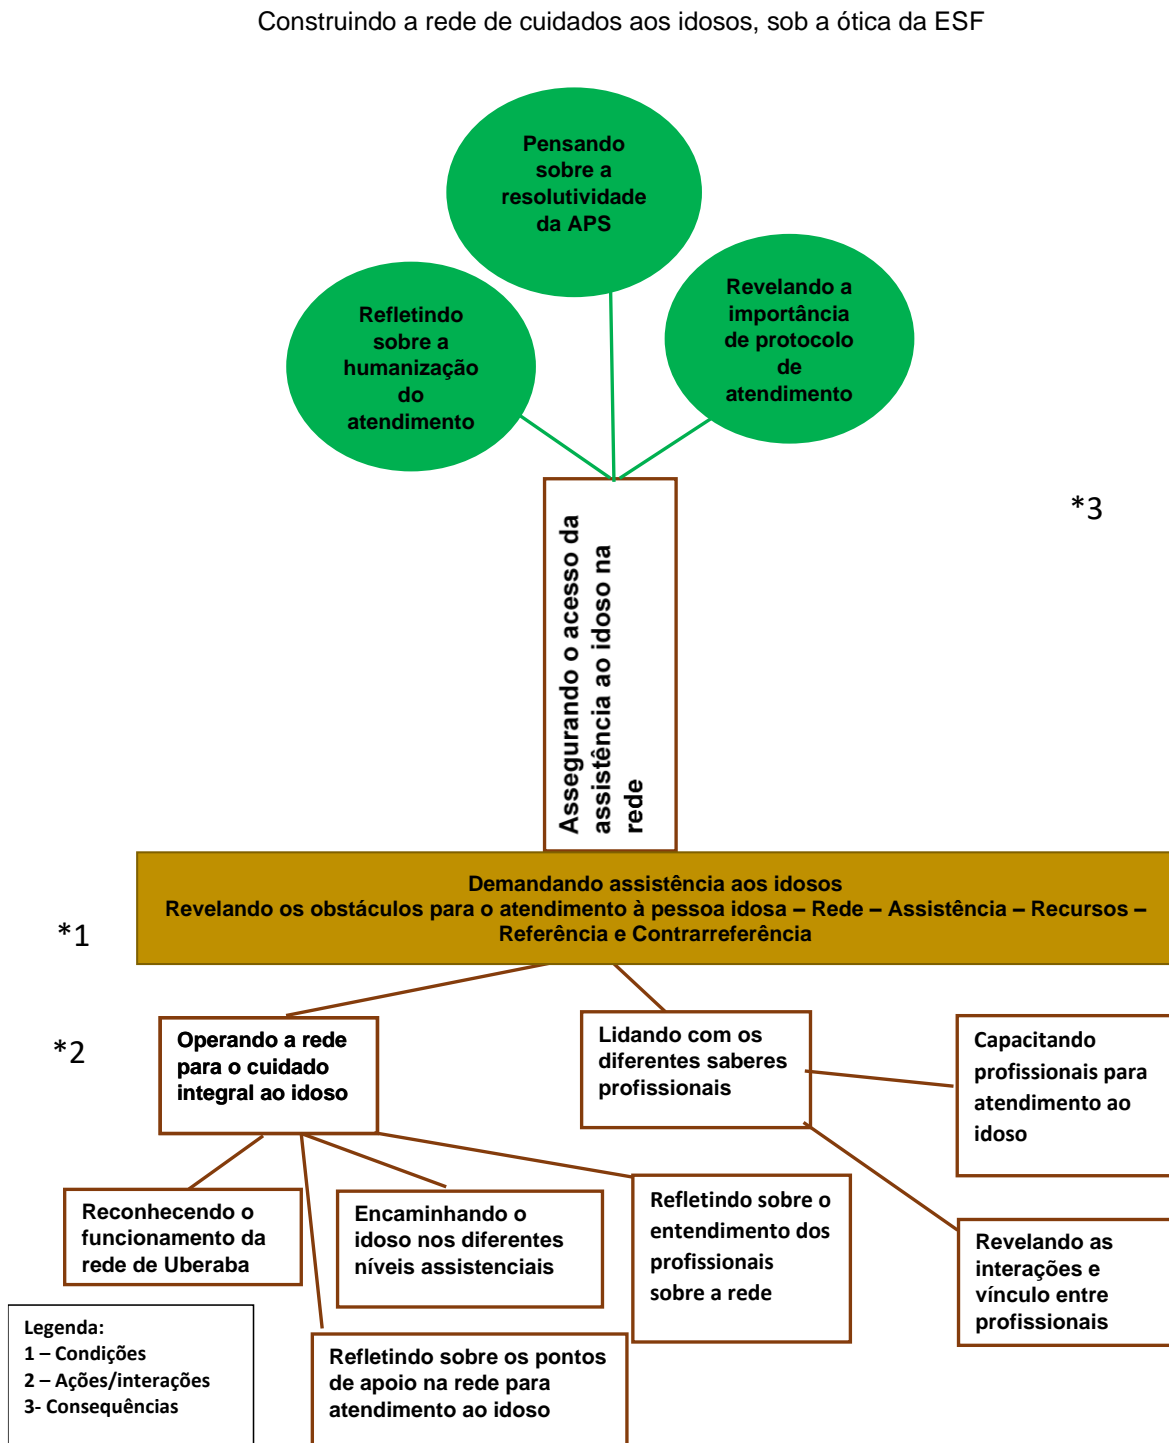 Construindo a rede de cuidados aos idosos, sob a ótica da ESF
Pensando
sobre a
resolutividade
da APS
Refletindo
sobre a
humanização
do
atendimento
Revelando a
importância
de protocolo
de
atendimento
Assegurando o acesso da
assistência ao idoso na
rede
*3
Demandando assistência aos idosos
Revelando os obstáculos para o atendimento à pessoa idosa – Rede – Assistência – Recursos –
Referência e Contrarreferência
*1
*2
Operando a rede
para o cuidado
integral ao idoso
Lidando com os
diferentes saberes
profissionais
Capacitando
profissionais para
atendimento ao
idoso
Reconhecendo o
funcionamento da
rede de Uberaba
Encaminhando o
idoso nos diferentes
níveis assistenciais
Refletindo sobre o
entendimento dos
profissionais
sobre a rede
Revelando as
interações e
vínculo entre
profissionais
Refletindo sobre os pontos
de apoio na rede para
atendimento ao idoso
Legenda:
1 – Condições
2 – Ações/interações
3- Consequências